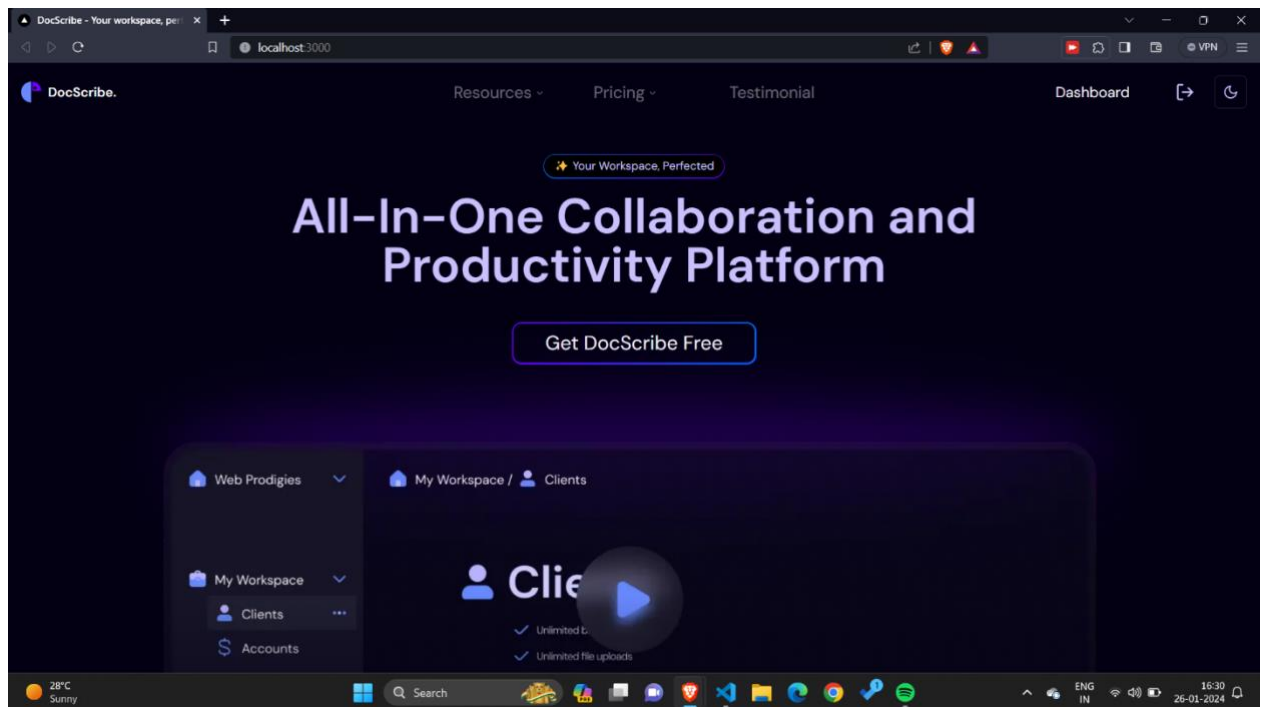 DocScribe - Your workspace, per
localhost:3000
VPN
DocScribe.
Resources
Pricing
Testimonial
Dashboard
✨ Your Workspace, Perfected
All-In-One Collaboration and
Productivity Platform
Get DocScribe Free
Web Prodigies
My Workspace / Clients
My Workspace
Clie
Clients
Accounts
Unlimited b
Unlimited file uploads
28°C
Sunny
Search
1
ENG
IN
16:30
26-01-2024